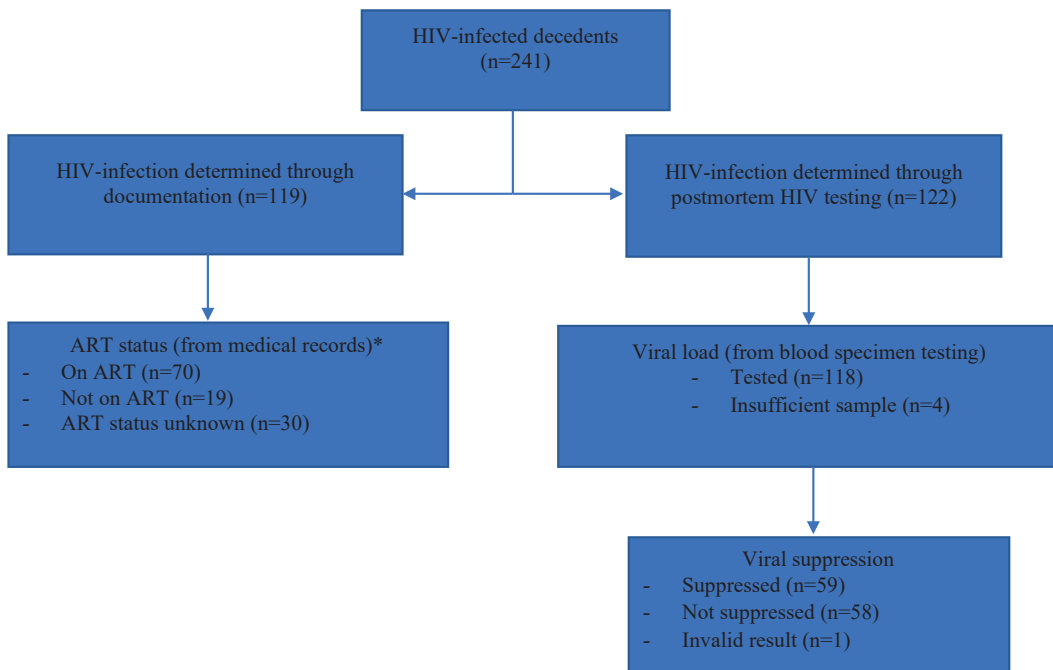 HIV-infected decedents
(n=241)
HIV-infection determined through
documentation (n=119)
HIV-infection determined through
postmortem HIV testing (n=122)
ART status (from medical records)*
- On ART (n=70)
- Not on ART (n=19)
- ART status unknown (n=30)
Viral load (from blood specimen testing)
- Tested (n=118)
- Insufficient sample (n=4)
Viral suppression
- Suppressed (n=59)
- Not suppressed (n=58)
- Invalid result (n=1)